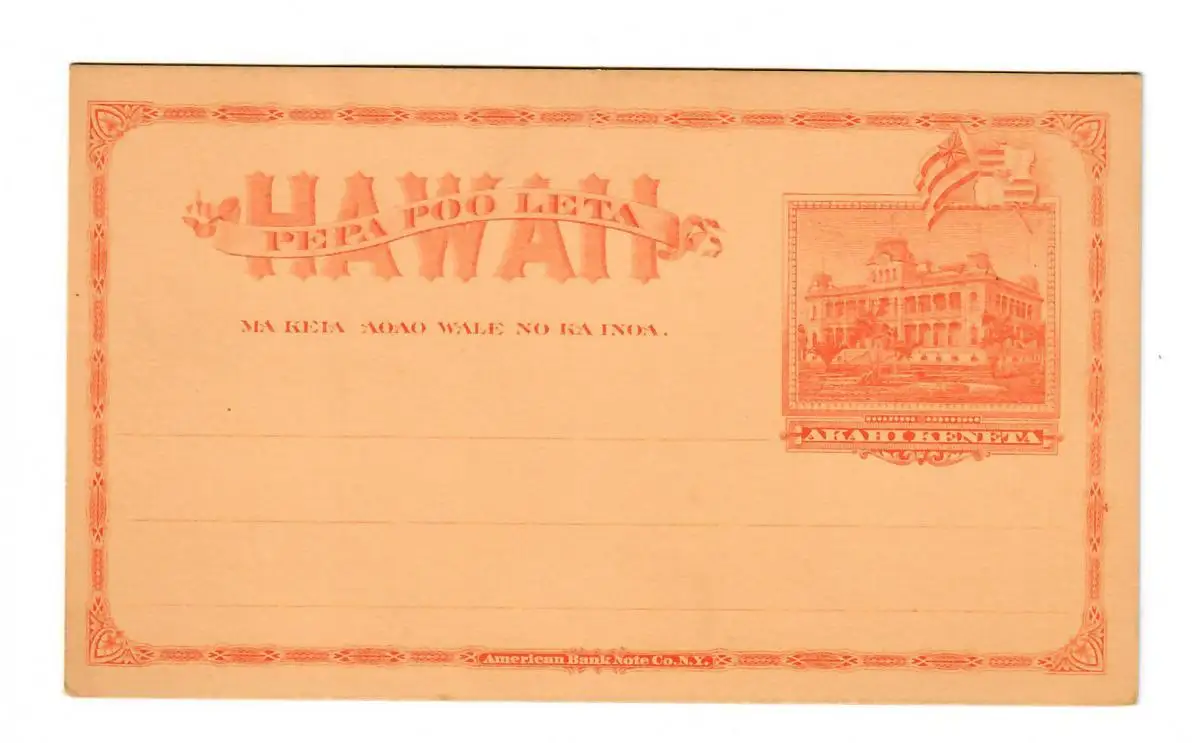 HAWAII
PEPA POO LETA
MA KEIA AOAO WALE NO KA INOA.
AKAHI KENETA
American Bank Note Co. N.Y.